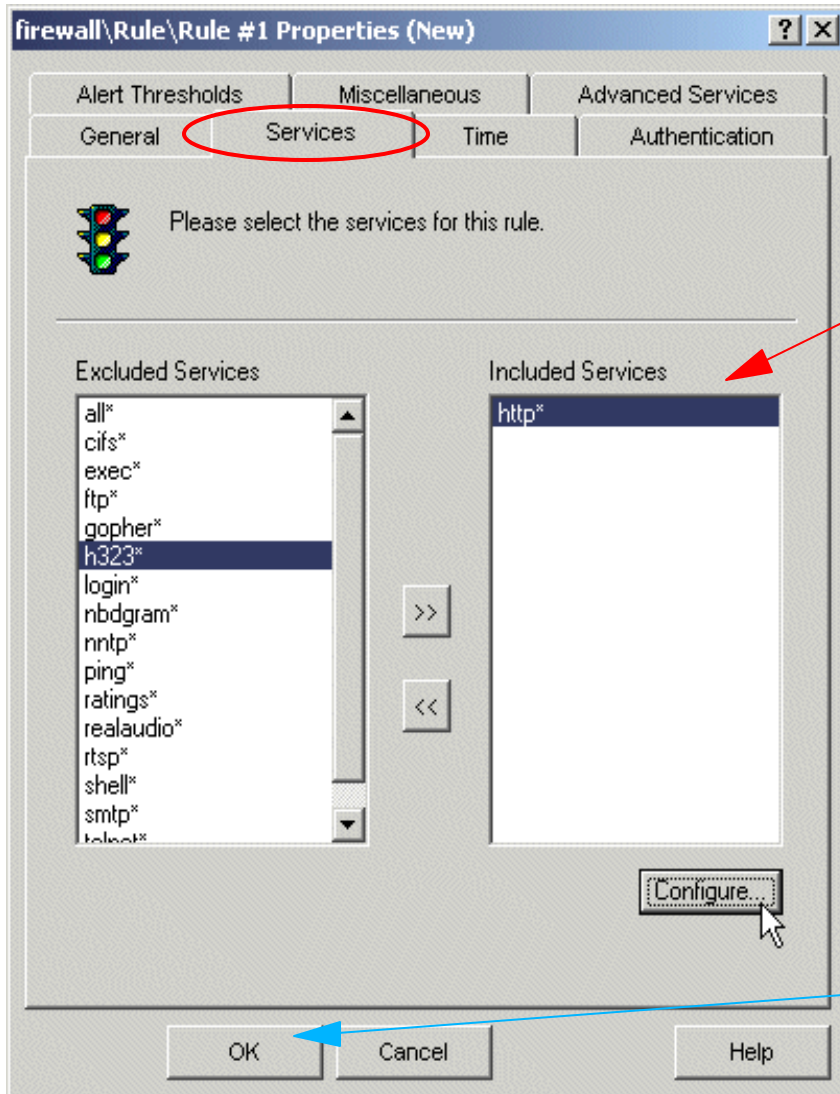 firewall\Rule\Rule #1 Properties (New)
Alert Thresholds Miscellaneous Advanced Services
General Services Time Authentication
Please select the services for this rule.
Excluded Services
all*
cifs*
exec*
ftp*
gopher*
h323*
login*
nbdgram*
nntp*
ping*
ratings*
realaudio*
rtsp*
shell*
smtp*
telnet*
>>
<<
Included Services
http*
Configure...
OK Cancel Help